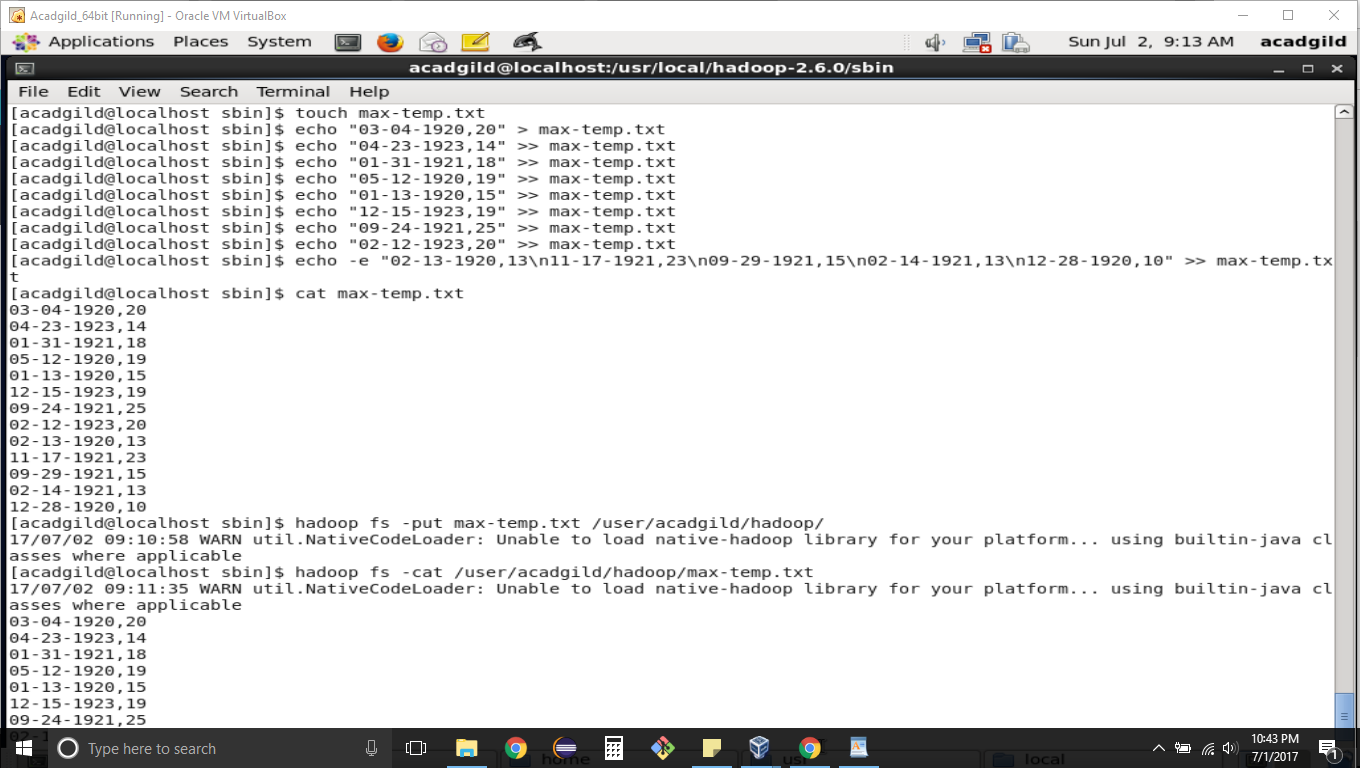 Acadgild_64bit [Running] - Oracle VM VirtualBox
Applications Places System Sun Jul 2, 9:13 AM acadgild
acadgild@localhost:/usr/local/hadoop-2.6.0/sbin
File Edit View Search Terminal Help
[acadgild@localhost sbin]$ touch max-temp.txt
[acadgild@localhost sbin]$ echo "03-04-1920,20" > max-temp.txt
[acadgild@localhost sbin]$ echo "04-23-1923,14" >> max-temp.txt
[acadgild@localhost sbin]$ echo "01-31-1921,18" >> max-temp.txt
[acadgild@localhost sbin]$ echo "05-12-1920,19" >> max-temp.txt
[acadgild@localhost sbin]$ echo "01-13-1920,15" >> max-temp.txt
[acadgild@localhost sbin]$ echo "12-15-1923,19" >> max-temp.txt
[acadgild@localhost sbin]$ echo "09-24-1921,25" >> max-temp.txt
[acadgild@localhost sbin]$ echo "02-12-1923,20" >> max-temp.txt
[acadgild@localhost sbin]$ echo -e "02-13-1920,13\n11-17-1921,23\n09-29-1921,15\n02-14-1921,13\n12-28-1920,10" >> max-temp.tx
t
[acadgild@localhost sbin]$ cat max-temp.txt
03-04-1920,20
04-23-1923,14
01-31-1921,18
05-12-1920,19
01-13-1920,15
12-15-1923,19
09-24-1921,25
02-12-1923,20
02-13-1920,13
11-17-1921,23
09-29-1921,15
02-14-1921,13
12-28-1920,10
[acadgild@localhost sbin]$ hadoop fs -put max-temp.txt /user/acadgild/hadoop/
17/07/02 09:10:58 WARN util.NativeCodeLoader: Unable to load native-hadoop library for your platform... using builtin-java cl
asses where applicable
[acadgild@localhost sbin]$ hadoop fs -cat /user/acadgild/hadoop/max-temp.txt
17/07/02 09:11:35 WARN util.NativeCodeLoader: Unable to load native-hadoop library for your platform... using builtin-java cl
asses where applicable
03-04-1920,20
04-23-1923,14
01-31-1921,18
05-12-1920,19
01-13-1920,15
12-15-1923,19
09-24-1921,25
Type here to search
home
local
10:43 PM
7/1/2017
1